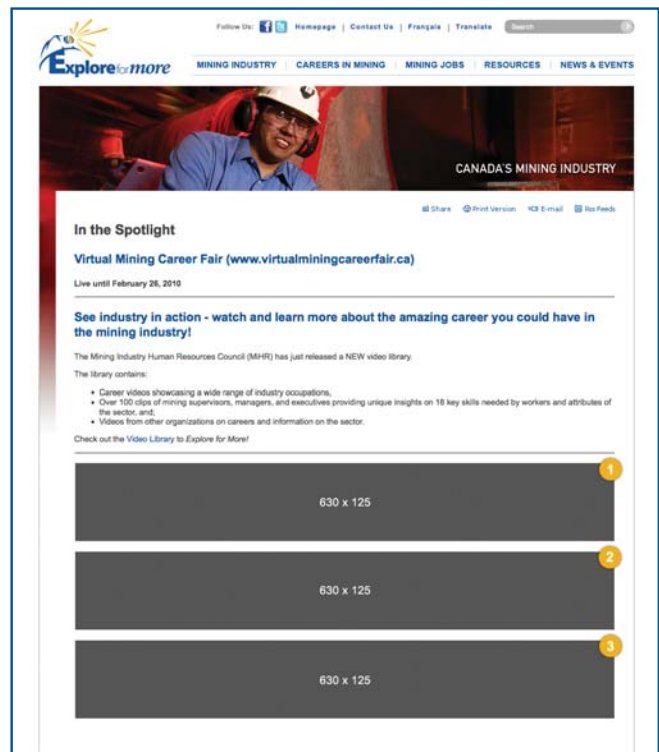 Follow Us: Homepage | Contact Us | Français | Translate Search
Explore for more
MINING INDUSTRY CAREERS IN MINING MINING JOBS RESOURCES NEWS & EVENTS
CANADA'S MINING INDUSTRY
Share Print Version E-mail Rss Feeds
In the Spotlight
Virtual Mining Career Fair (www.virtualminingcareerfair.ca)
Live until February 26, 2010
See industry in action - watch and learn more about the amazing career you could have in
the mining industry!
The Mining Industry Human Resources Council (MiHR) has just released a NEW video library.
The library contains:
• Career videos showcasing a wide range of industry occupations,
• Over 100 clips of mining supervisors, managers, and executives providing unique insights on 18 key skills needed by workers and attributes of
the sector, and;
• Videos from other organizations on careers and information on the sector.
Check out the Video Library to Explore for More!
1
630 x 125
2
630 x 125
3
630 x 125